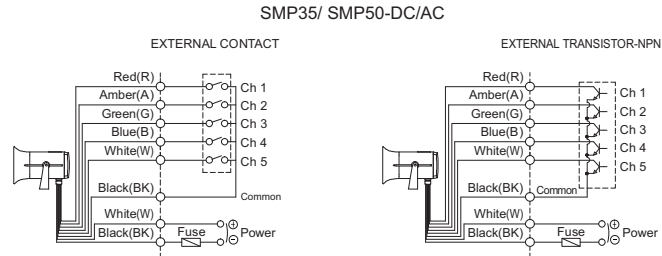 SMP35/ SMP50-DC/AC
EXTERNAL CONTACT
Red(R)
Amber(A)
Green(G)
Blue(B)
White(W)
Black(BK)
White(W)
Black(BK)
Ch 1
Ch 2
Ch 3
Ch 4
Ch 5
Common
Fuse
Power
EXTERNAL TRANSISTOR-NPN
Red(R)
Amber(A)
Green(G)
Blue(B)
White(W)
Black(BK)
White(W)
Black(BK)
Ch 1
Ch 2
Ch 3
Ch 4
Ch 5
Common
Fuse
Power